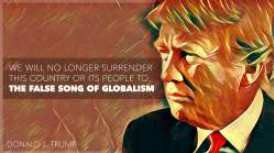 WE WILL NO LONGER SURRENDER
THIS COUNTRY OR ITS PEOPLE TO
THE FALSE SONG OF GLOBALISM
DONALD J. TRUMP